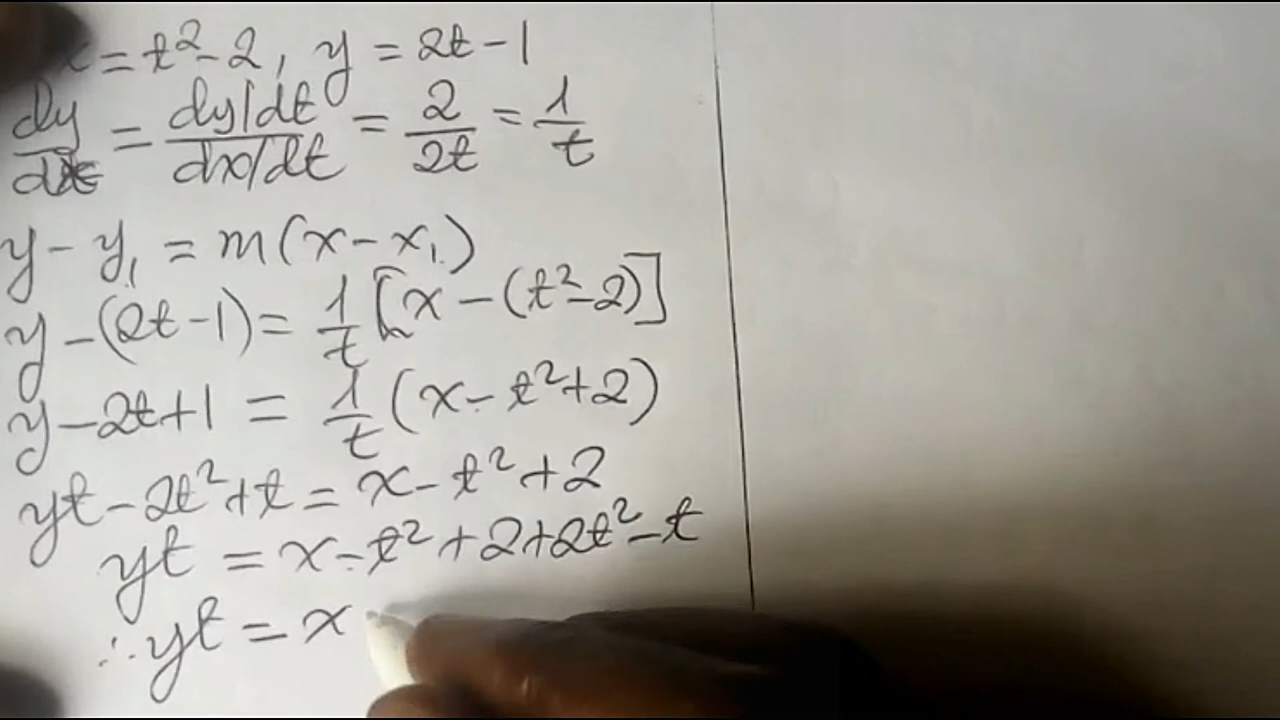 x = t² - 2, y = 2t - 1
dy/dx = (dy/dt)/(dx/dt) = 2/2t = 1/t
y - y₁ = m(x - x₁)
y - (2t - 1) = 1/t [x - (t² - 2)]
y - 2t + 1 = 1/t (x - t² + 2)
yt - 2t² + t = x - t² + 2
yt = x - t² + 2 + 2t² - t
∴ yt = x